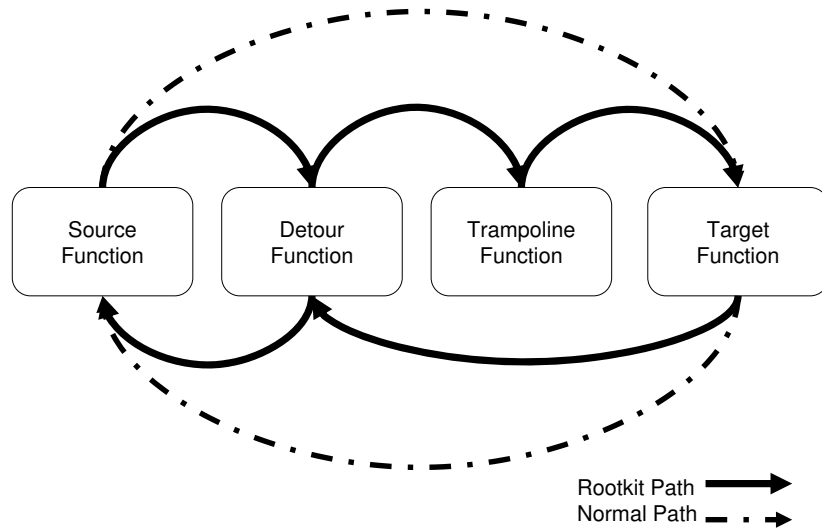 Source
Function
Detour
Function
Trampoline
Function
Target
Function
Rootkit Path
Normal Path